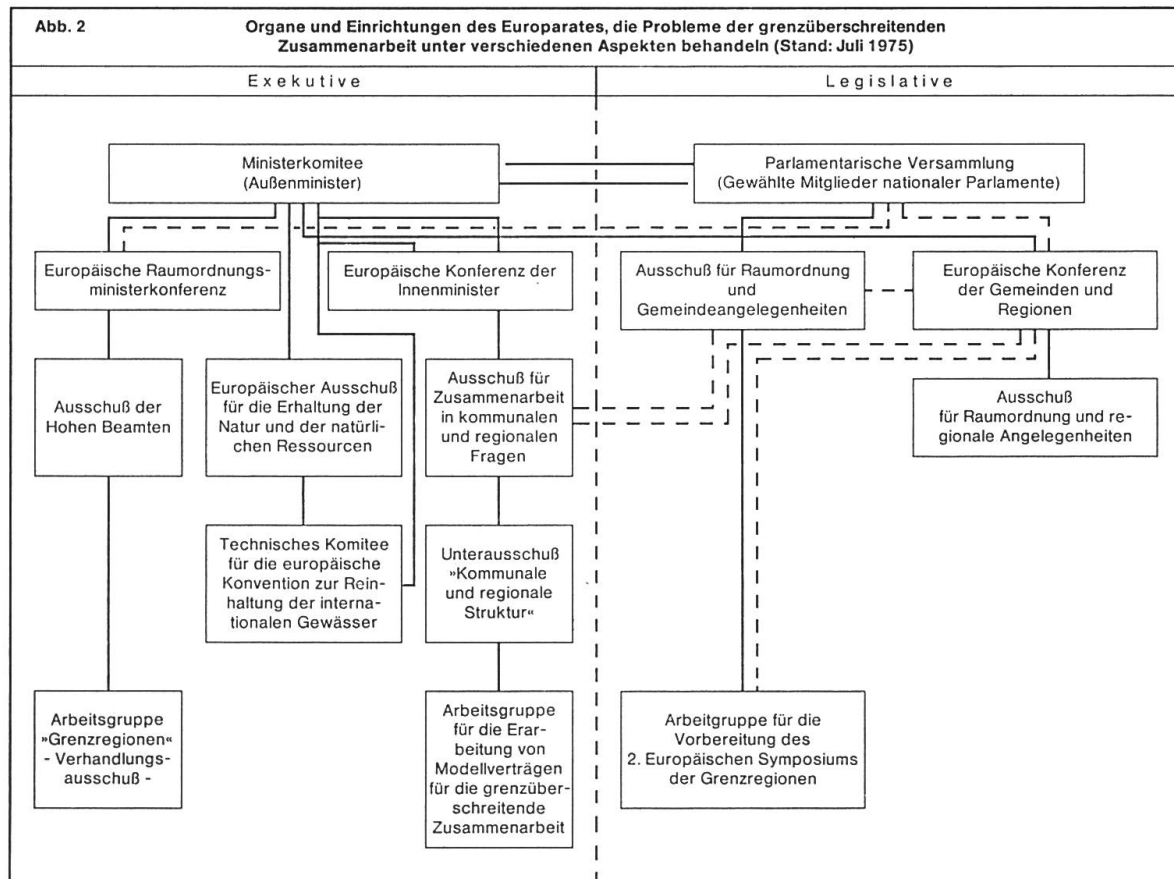 Abb. 2
Organe und Einrichtungen des Europarates, die Probleme der grenzüberschreitenden
Zusammenarbeit unter verschiedenen Aspekten behandeln (Stand: Juli 1975)
Exekutive
Legislative
Ministerkomitee
(Außenminister)
Parlamentarische Versammlung
(Gewählte Mitglieder nationaler Parlamente)
Europäische Raumordnungs-
ministerkonferenz
Europäische Konferenz der
Innenminister
Ausschuß für Raumordnung
und
Gemeindeangelegenheiten
Europäische Konferenz
der Gemeinden und
Regionen
Ausschuß der
Hohen Beamten
Europäischer Ausschuß
für die Erhaltung der
Natur und der natür-
lichen Ressourcen
Ausschuß für
Zusammenarbeit
in kommunalen
und regionalen
Fragen
Ausschuß
für Raumordnung und re-
gionale Angelegenheiten
Technisches Komitee
für die europäische
Konvention zur Rein-
haltung der interna-
tionalen Gewässer
Unterausschuß
»Kommunale
und regionale
Struktur«
Arbeitsgruppe
»Grenzregionen«
- Verhandlungs-
ausschuß -
Arbeitsgruppe
für die Erar-
beitung von
Modellverträgen
für die grenzüber-
schreitende
Zusammenarbeit
Arbeitgruppe für die
Vorbereitung des
2. Europäischen Symposiums
der Grenzregionen